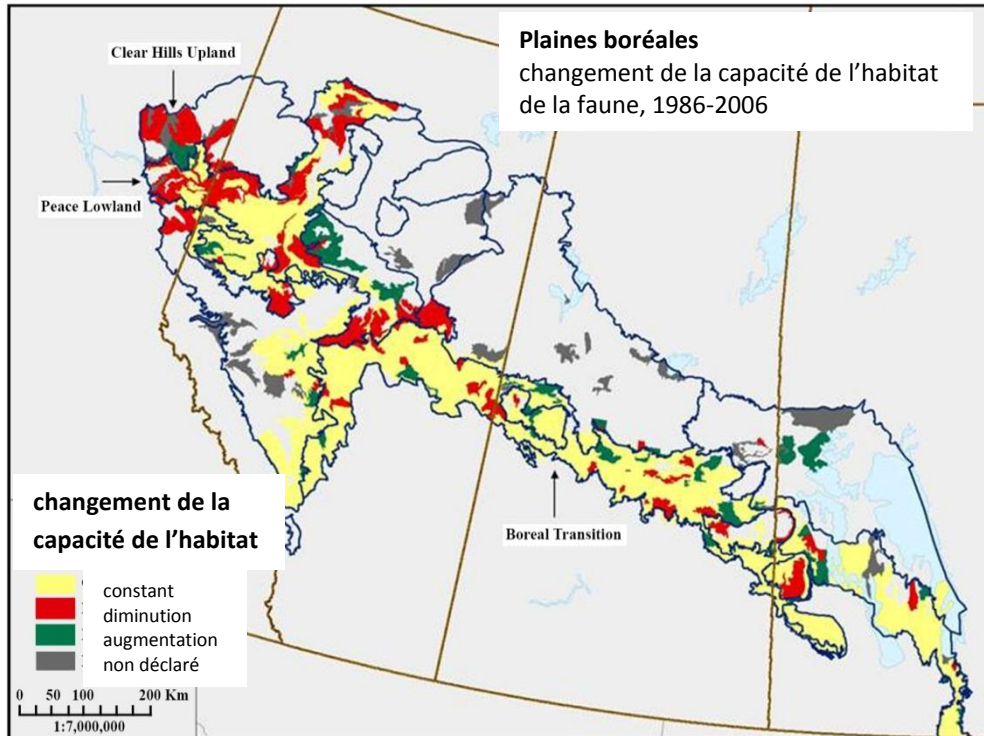 Plaines boréales
changement de la capacité de l'habitat
de la faune, 1986-2006
Clear Hills Upland
Peace Lowland
Boreal Transition
changement de la
capacité de l'habitat
constant
diminution
augmentation
non déclaré
0 50 100 200 Km
1:7,000,000